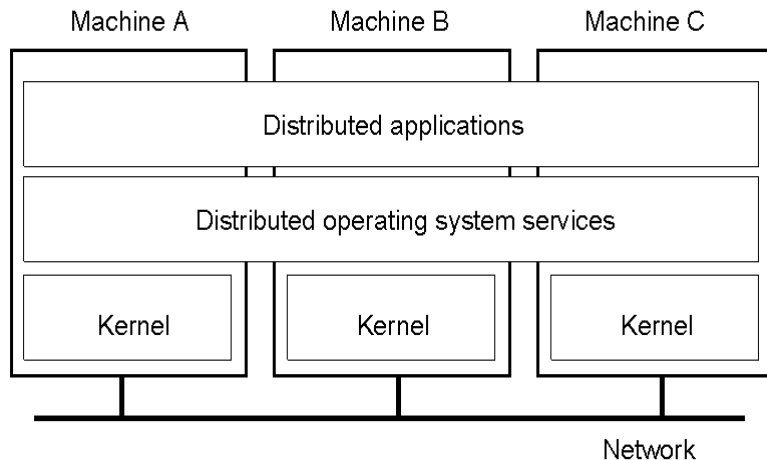 Machine A
Machine B
Machine C
Distributed applications
Distributed operating system services
Kernel
Kernel
Kernel
Network